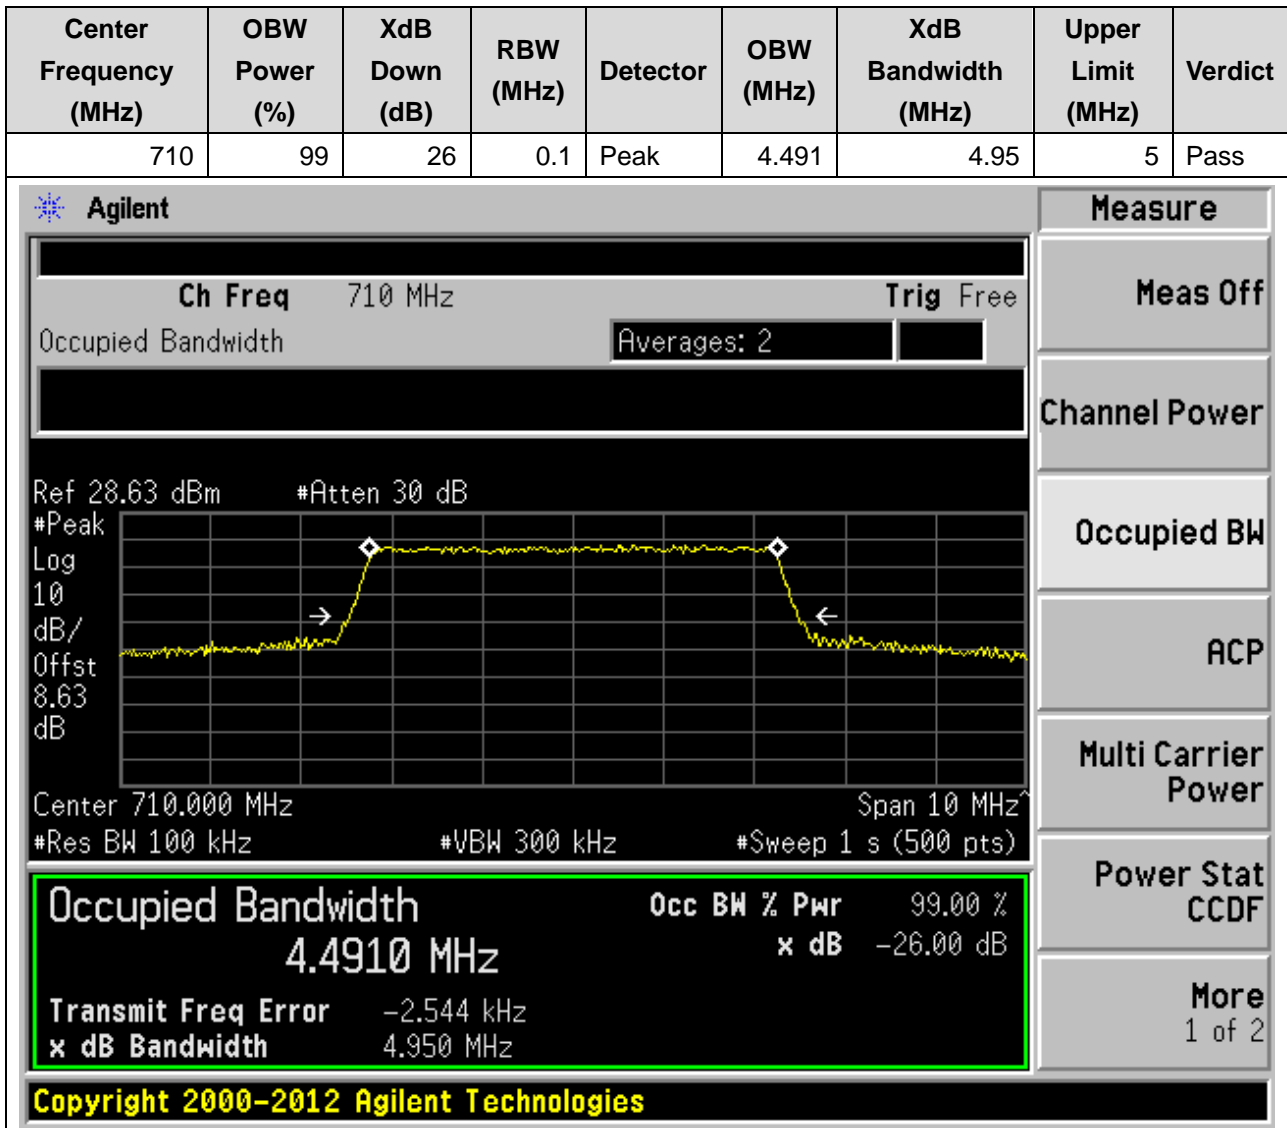 Center Frequency (MHz) OBW Power (%) XdB Down (dB) RBW (MHz) Detector OBW (MHz) XdB Bandwidth (MHz) Upper Limit (MHz) Verdict
710 99 26 0.1 Peak 4.491 4.95 5 Pass
Agilent
Measure
Ch Freq 710 MHz Trig Free
Meas Off
Occupied Bandwidth Averages: 2
Channel Power
Ref 28.63 dBm #Atten 30 dB
#Peak
Log
10
dB/
Offst
8.63
dB
Occupied BW
ACP
Multi Carrier
Power
Center 710.000 MHz Span 10 MHz^
#Res BW 100 kHz #VBW 300 kHz #Sweep 1 s (500 pts)
Power Stat
CCDF
Occupied Bandwidth Occ BW % Pwr 99.00 %
4.4910 MHz x dB -26.00 dB
Transmit Freq Error -2.544 kHz
x dB Bandwidth 4.950 MHz
More
1 of 2
Copyright 2000-2012 Agilent Technologies